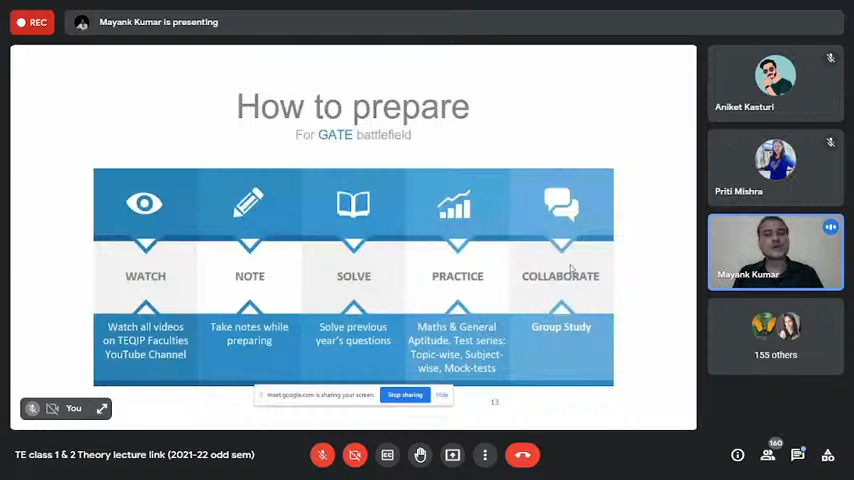 REC
Mayank Kumar is presenting
How to prepare
For GATE battlefield
WATCH
NOTE
SOLVE
PRACTICE
COLLABORATE
Watch all videos
on TEQIP Faculties
YouTube Channel
Take notes while
preparing
Solve previous
year's questions
Maths & General
Aptitude. Test series:
Topic-wise, Subject-
wise, Mock-tests
Group Study
meet.google.com is sharing your screen.
Stop sharing
Hide
13
You
Aniket Kasturi
Priti Mishra
Mayank Kumar
155 others
TE class 1 & 2 Theory lecture link (2021-22 odd sem)
CC
160